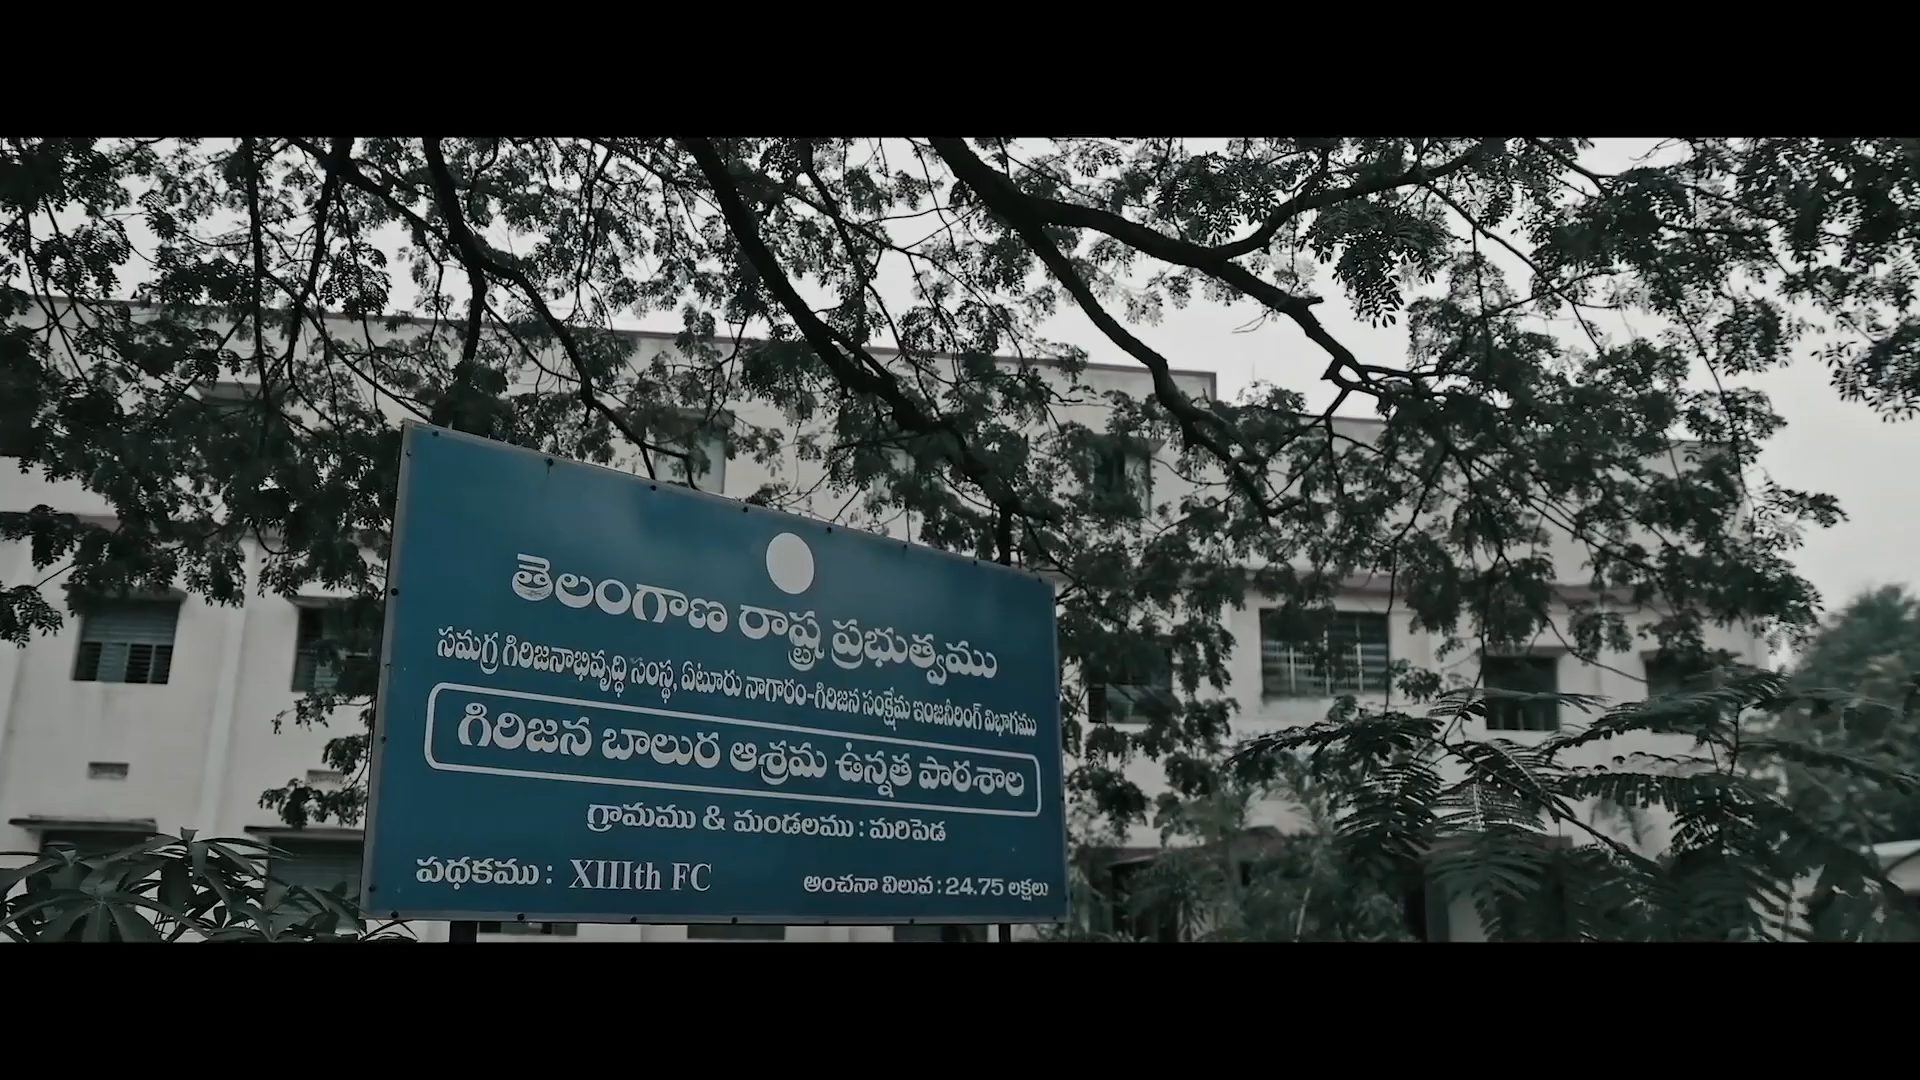 తెలంగాణ రాష్ట్ర ప్రభుత్వము
సమగ్ర గిరిజనాభివృద్ధి సంస్థ, ఏటూరు నాగారం-గిరిజన సంక్షేమ ఇంజనీరింగ్ విభాగము
గిరిజన బాలుర ఆశ్రమ ఉన్నత పాఠశాల
గ్రామము & మండలము : మరిపెడ
పథకము : XIIIth FC
అంచనా విలువ : 24.75 లక్షలు